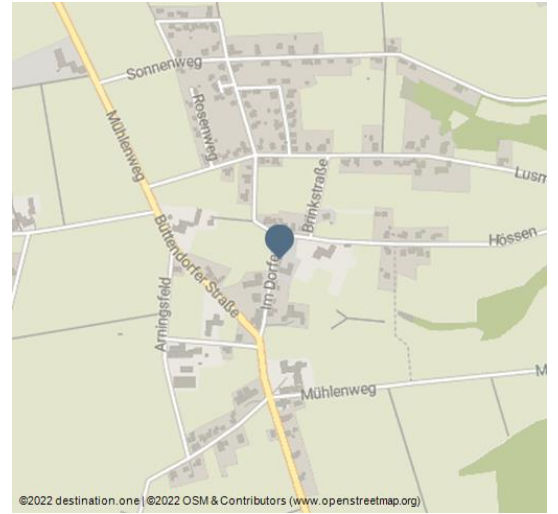 Sonnenweg
Rosenweg
Mühlenweg
Brinkstraße
Lusm
Hössen
Büttendorfer Straße
Im Dorfe
Arningsfeld
M
Mühlenweg
©2022 destination.one | ©2022 OSM & Contributors (www.openstreetmap.org)